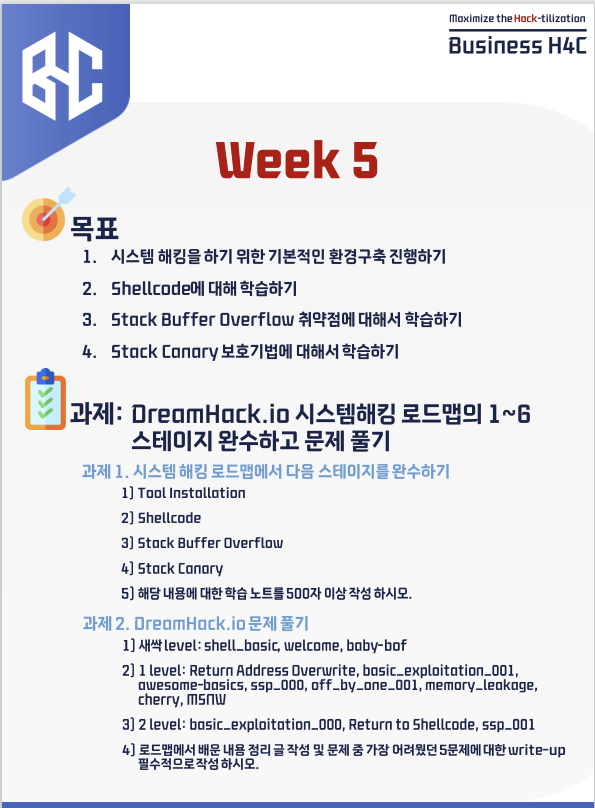 Maximize the Hack-tilization
Business H4C
BHC
Week 5
목표
1. 시스템 해킹을 하기 위한 기본적인 환경구축 진행하기
2. Shellcode에 대해 학습하기
3. Stack Buffer Overflow 취약점에 대해서 학습하기
4. Stack Canary 보호기법에 대해서 학습하기
과제: DreamHack.io 시스템해킹 로드맵의 1~6
스테이지 완수하고 문제 풀기
과제 1. 시스템 해킹 로드맵에서 다음 스테이지를 완수하기
1] Tool Installation
2] Shellcode
3] Stack Buffer Overflow
4] Stack Canary
5] 해당 내용에 대한 학습 노트를 500자 이상 작성 하시오.
과제 2. DreamHack.io 문제 풀기
1] 새싹 level: shell_basic, welcome, baby-bof
2] 1 level: Return Address Overwrite, basic_exploitation_001,
awesome-basics, ssp_000, off_by_one_001, memory_leakage,
cherry, MSNW
3] 2 level: basic_exploitation_000, Return to Shellcode, ssp_001
4] 로드맵에서 배운 내용 정리 글 작성 및 문제 중 가장 어려웠던 5문제에 대한 write-up
필수적으로 작성 하시오.